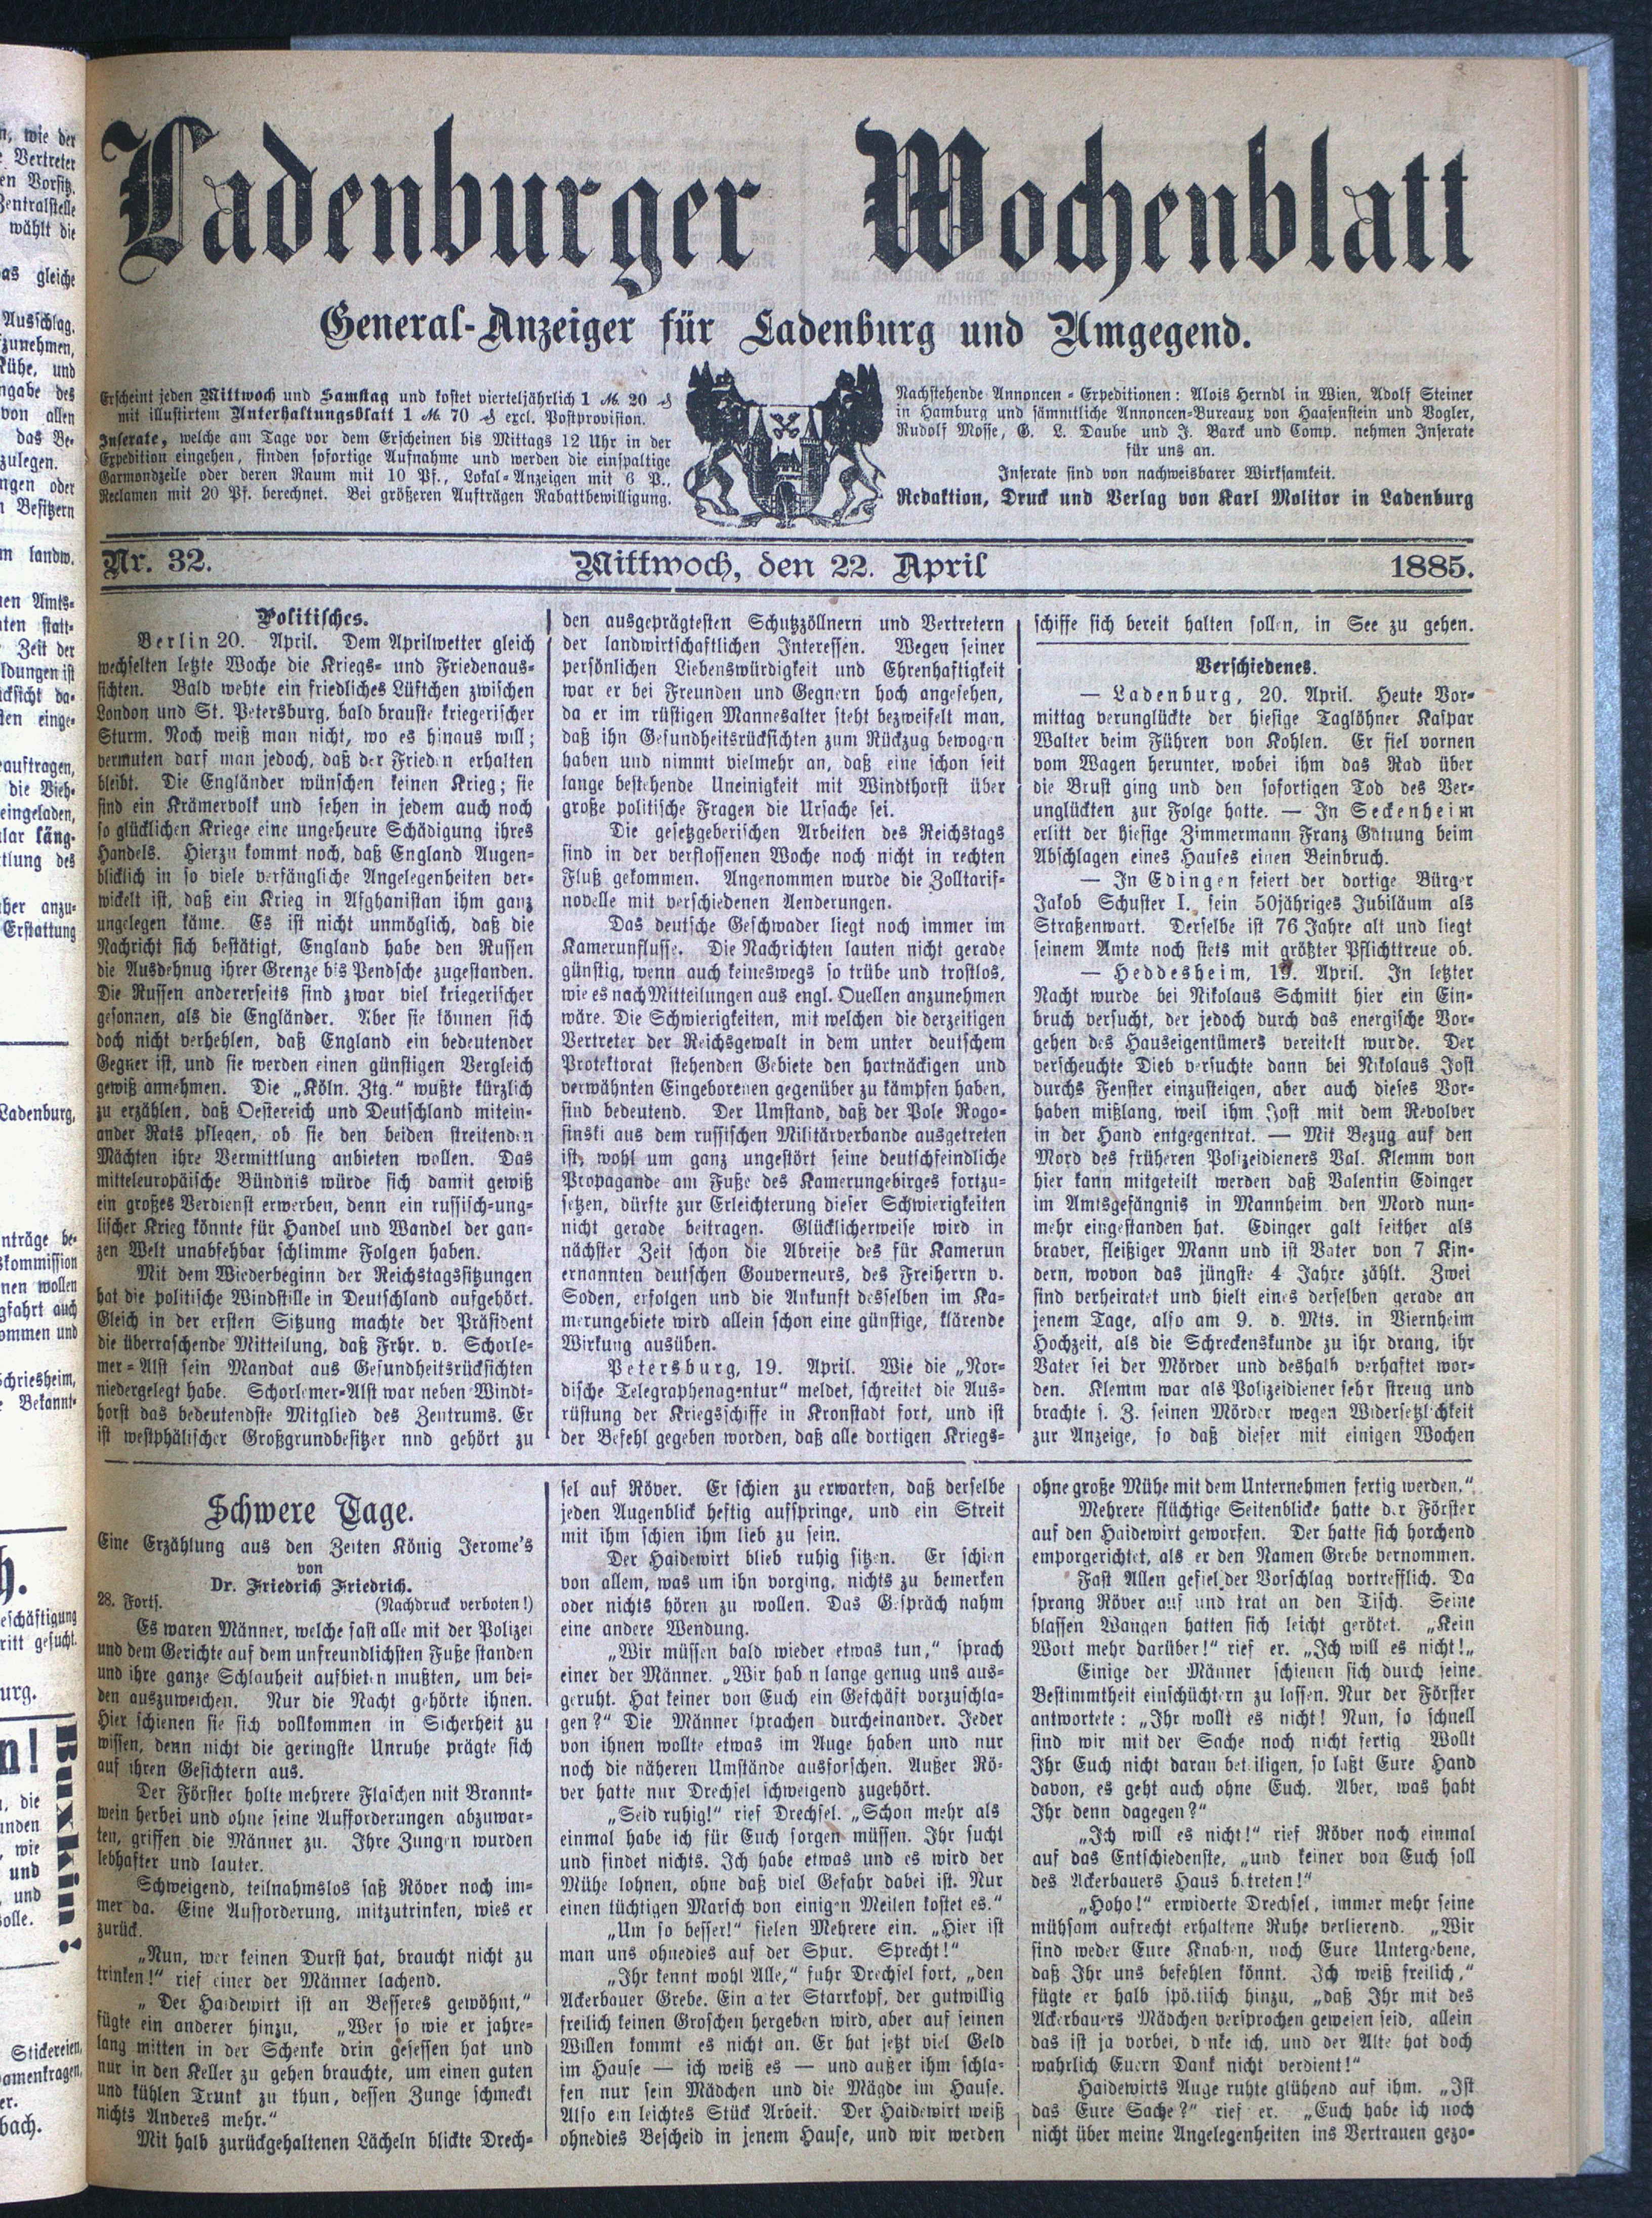 Ladenburger Wochenblatt
General-Anzeiger für Ladenburg und Umgegend.
Erscheint jeden Mittwoch und Samstag und kostet vierteljährlich 1 M. 20 ₰
mit illustrirtem Unterhaltungsblatt 1 M. 70 ₰ excl. Postprovision.
Inserate, welche am Tage vor dem Erscheinen bis Mittags 12 Uhr in der
Expedition eingehen, finden sofortige Aufnahme und werden die einspaltige
Garmondzeile oder deren Raum mit 10 Pf., Lokal-Anzeigen mit 6 P.,
Reclamen mit 20 Pf. berechnet. Bei größeren Aufträgen Rabattbewilligung.
Nachstehende Annoncen-Expeditionen: Alois Herndl in Wien, Adolf Steiner
in Hamburg und sämmtliche Annoncen-Bureaux von Haasenstein und Vogler,
Rudolf Mosse, G. L. Daube und J. Barck und Comp. nehmen Inserate
für uns an.
Inserate sind von nachweisbarer Wirksamkeit.
Redaktion, Druck und Verlag von Karl Molitor in Ladenburg
Nr. 32. Mittwoch, den 22. April 1885.
Politisches.
Berlin 20. April. Dem Aprilwetter gleich
wechselten letzte Woche die Kriegs- und Friedenaus-
sichten. Bald wehte ein friedliches Lüftchen zwischen
London und St. Petersburg, bald brauste kriegerischer
Sturm. Noch weiß man nicht, wo es hinaus will;
vermuten darf man jedoch, daß der Frieden erhalten
bleibt. Die Engländer wünschen keinen Krieg; sie
sind ein Krämervolk und sehen in jedem auch noch
so glücklichen Kriege eine ungeheure Schädigung ihres
Handels. Hierzu kommt noch, daß England Augen-
blicklich in so viele verfängliche Angelegenheiten ver-
wickelt ist, daß ein Krieg in Afghanistan ihm ganz
ungelegen käme. Es ist nicht unmöglich, daß die
Nachricht sich bestätigt, England habe den Russen
die Ausdehnug ihrer Grenze bis Pendsche zugestanden.
Die Russen andererseits sind zwar viel kriegerischer
gesonnen, als die Engländer. Aber sie können sich
doch nicht verhehlen, daß England ein bedeutender
Gegner ist, und sie werden einen günstigen Vergleich
gewiß annehmen. Die „Köln. Ztg.“ wußte kürzlich
zu erzählen, daß Oestereich und Deutschland mitein-
ander Rats pflegen, ob sie den beiden streitenden
Mächten ihre Vermittlung anbieten wollen. Das
mitteleuropäische Bündnis würde sich damit gewiß
ein großes Verdienst erwerben, denn ein russisch-ung-
lischer Krieg könnte für Handel und Wandel der gan-
zen Welt unabsehbar schlimme Folgen haben.
Mit dem Wiederbeginn der Reichstagssitzungen
hat die politische Windstille in Deutschland aufgehört.
Gleich in der ersten Sitzung machte der Präsident
die überraschende Mitteilung, daß Frhr. v. Schorle-
mer-Alst sein Mandat aus Gesundheitsrücksichten
niedergelegt habe. Schorlemer-Alst war neben Windt-
horst das bedeutendste Mitglied des Zentrums. Er
ist westphälischer Großgrundbesitzer nnd gehört zu
den ausgeprägtesten Schutzzöllnern und Vertretern
der landwirtschaftlichen Interessen. Wegen seiner
persönlichen Liebenswürdigkeit und Ehrenhaftigkeit
war er bei Freunden und Gegnern hoch angesehen,
da er im rüstigen Mannesalter steht bezweifelt man,
daß ihn Gesundheitsrücksichten zum Rückzug bewogen
haben und nimmt vielmehr an, daß eine schon seit
lange bestehende Uneinigkeit mit Windthorst über
große politische Fragen die Ursache sei.
Die gesetzgeberischen Arbeiten des Reichstags
sind in der verflossenen Woche noch nicht in rechten
Fluß gekommen. Angenommen wurde die Zolltarif-
novelle mit verschiedenen Aenderungen.
Das deutsche Geschwader liegt noch immer im
Kamerunflusse. Die Nachrichten lauten nicht gerade
günstig, wenn auch keineswegs so trübe und trostlos,
wie es nach Mitteilungen aus engl. Quellen anzunehmen
wäre. Die Schwierigkeiten, mit welchen die derzeitigen
Vertreter der Reichsgewalt in dem unter deutschem
Protektorat stehenden Gebiete den hartnäckigen und
verwähnten Eingeborenen gegenüber zu kämpfen haben,
sind bedeutend. Der Umstand, daß der Pole Rogo-
sinski aus dem russischen Militärverbande ausgetreten
ist, wohl um ganz ungestört seine deutschfeindliche
Propagande am Fuße des Kamerungebirges fortzu-
setzen, dürfte zur Erleichterung dieser Schwierigkeiten
nicht gerade beitragen. Glücklicherweise wird in
nächster Zeit schon die Abreise des für Kamerun
ernannten deutschen Gouverneurs, des Freiherrn v.
Soden, erfolgen und die Ankunft desselben im Ka-
merungebiete wird allein schon eine günstige, klärende
Wirkung ausüben.
Petersburg, 19. April. Wie die „Nor-
dische Telegraphenagentur“ meldet, schreitet die Aus-
rüstung der Kriegsschiffe in Kronstadt fort, und ist
der Befehl gegeben worden, daß alle dortigen Kriegs-
schiffe sich bereit halten sollen, in See zu gehen.
Verschiedenes.
— Ladenburg, 20. April. Heute Vor-
mittag verunglückte der hiesige Taglöhner Kaspar
Walter beim Führen von Kohlen. Er fiel vornen
vom Wagen herunter, wobei ihm das Rad über
die Brust ging und den sofortigen Tod des Ver-
unglückten zur Folge hatte. — In Seckenheim
erlitt der hiesige Zimmermann Franz Götrung beim
Abschlagen eines Hauses einen Beinbruch.
— In Edingen feiert der dortige Bürger
Jakob Schuster I. sein 50jähriges Jubiläum als
Straßenwart. Derselbe ist 76 Jahre alt und liegt
seinem Amte noch stets mit größter Pflichttreue ob.
— Heddesheim, 19. April. In letzter
Nacht wurde bei Nikolaus Schmitt hier ein Ein-
bruch versucht, der jedoch durch das energische Vor-
gehen des Hauseigentümers vereitelt wurde. Der
verscheuchte Dieb versuchte dann bei Nikolaus Jost
durchs Fenster einzusteigen, aber auch dieses Vor-
haben mißlang, weil ihm Jost mit dem Revolver
in der Hand entgegentrat. — Mit Bezug auf den
Mord des früheren Polizeidieners Val. Klemm von
hier kann mitgeteilt werden daß Valentin Edinger
im Amtsgefängnis in Mannheim den Mord nun-
mehr eingestanden hat. Edinger galt seither als
braver, fleißiger Mann und ist Vater von 7 Kin-
dern, wovon das jüngste 4 Jahre zählt. Zwei
sind verheiratet und hielt eines derselben gerade an
jenem Tage, also am 9. d. Mts. in Viernheim
Hochzeit, als die Schreckenskunde zu ihr drang, ihr
Vater sei der Mörder und deshalb verhaftet wor-
den. Klemm war als Polizeidiener sehr streng und
brachte s. Z. seinen Mörder wegen Widersetzlichkeit
zur Anzeige, so daß dieser mit einigen Wochen
Schwere Tage.
Eine Erzählung aus den Zeiten König Jerome's
von
Dr. Friedrich Friedrich.
28. Forts. (Nachdruck verboten!)
Es waren Männer, welche fast alle mit der Polizei
und dem Gerichte auf dem unfreundlichsten Fuße standen
und ihre ganze Schlauheit aufbieten mußten, um bei-
den auszuweichen. Nur die Nacht gehörte ihnen.
Hier schienen sie sich vollkommen in Sicherheit zu
wissen, denn nicht die geringste Unruhe prägte sich
auf ihren Gesichtern aus.
Der Förster holte mehrere Flaschen mit Brannt-
wein herbei und ohne seine Aufforderungen abzuwar-
ten, griffen die Männer zu. Ihre Zungen wurden
lebhafter und lauter.
Schweigend, teilnahmslos saß Röver noch im-
mer da. Eine Aufforderung, mitzutrinken, wies er
zurück.
„Nun, wer keinen Durst hat, braucht nicht zu
trinken!“ rief einer der Männer lachend.
„ Der Haidewirt ist an Besseres gewöhnt,“
fügte ein anderer hinzu, „Wer so wie er jahre-
lang mitten in der Schenke drin gesessen hat und
nur in den Keller zu gehen brauchte, um einen guten
und kühlen Trunk zu thun, dessen Zunge schmeckt
nichts Anderes mehr.“
Mit halb zurückgehaltenen Lächeln blickte Drech-
sel auf Röver. Er schien zu erwarten, daß derselbe
jeden Augenblick heftig aufspringe, und ein Streit
mit ihm schien ihm lieb zu sein.
Der Haidewirt blieb ruhig sitzen. Er schien
von allem, was um ihn vorging, nichts zu bemerken
oder nichts hören zu wollen. Das Gespräch nahm
eine andere Wendung.
„Wir müssen bald wieder etwas tun,“ sprach
einer der Männer. „Wir hab n lange genug uns aus-
geruht. Hat keiner von Euch ein Geschäft vorzuschla-
gen?“ Die Männer sprachen durcheinander. Jeder
von ihnen wollte etwas im Auge haben und nur
noch die näheren Umstände ausforschen. Außer Rö-
ver hatte nur Drechsel schweigend zugehört.
„Seid ruhig!“ rief Drechsel. „Schon mehr als
einmal habe ich für Euch sorgen müssen. Ihr sucht
und findet nichts. Ich habe etwas und es wird der
Mühe lohnen, ohne daß viel Gefahr dabei ist. Nur
einen tüchtigen Marsch von einigen Meilen kostet es.“
„Um so besser!“ fielen Mehrere ein. „Hier ist
man uns ohnedies auf der Spur. Sprecht!“
„Ihr kennt wohl Alle,“ fuhr Drechsel fort, „den
Ackerbauer Grebe. Ein a ter Starrkopf, der gutwillig
freilich keinen Groschen hergeben wird, aber auf seinen
Willen kommt es nicht an. Er hat jetzt viel Geld
im Hause — ich weiß es — und außer ihm schla-
fen nur sein Mädchen und die Mägde im Hause.
Also ein leichtes Stück Arbeit. Der Haidewirt weiß
ohnedies Bescheid in jenem Hause, und wir werden
ohne große Mühe mit dem Unternehmen fertig werden.“
Mehrere flüchtige Seitenblicke hatte der Förster
auf den Haidewirt geworfen. Der hatte sich horchend
emporgerichtet, als er den Namen Grebe vernommen.
Fast Allen gefiel der Vorschlag vortrefflich. Da
sprang Röver auf und trat an den Tisch. Seine
blassen Wangen hatten sich leicht gerötet. „Kein
Wort mehr darüber!“ rief er. „Ich will es nicht!„
Einige der Männer schienen sich durch seine
Bestimmtheit einschüchtern zu lassen. Nur der Förster
antwortete: „Ihr wollt es nicht! Nun, so schnell
sind wir mit der Sache noch nicht fertig Wollt
Ihr Euch nicht daran bet iligen, so laßt Eure Hand
davon, es geht auch ohne Euch. Aber, was habt
Ihr denn dagegen?“
„Ich will es nicht!“ rief Röver noch einmal
auf das Entschiedenste, „und keiner von Euch soll
des Ackerbauers Haus betreten!“
„Hoho!“ erwiderte Drechsel, immer mehr seine
mühsam aufrecht erhaltene Ruhe verlierend. „Wir
sind weder Eure Knaben, noch Eure Untergebene,
daß Ihr uns befehlen könnt. Ich weiß freilich,“
fügte er halb spöttisch hinzu, „daß Ihr mit des
Ackerbauers Mädchen versprochen gewesen seid, allein
das ist ja vorbei, d nke ich, und der Alte hat doch
wahrlich Euern Dank nicht verdient!“
Haidewirts Auge ruhte glühend auf ihm. „Ist
das Eure Sache?“ rief er. „Euch habe ich noch
nicht über meine Angelegenheiten ins Vertrauen gezo-